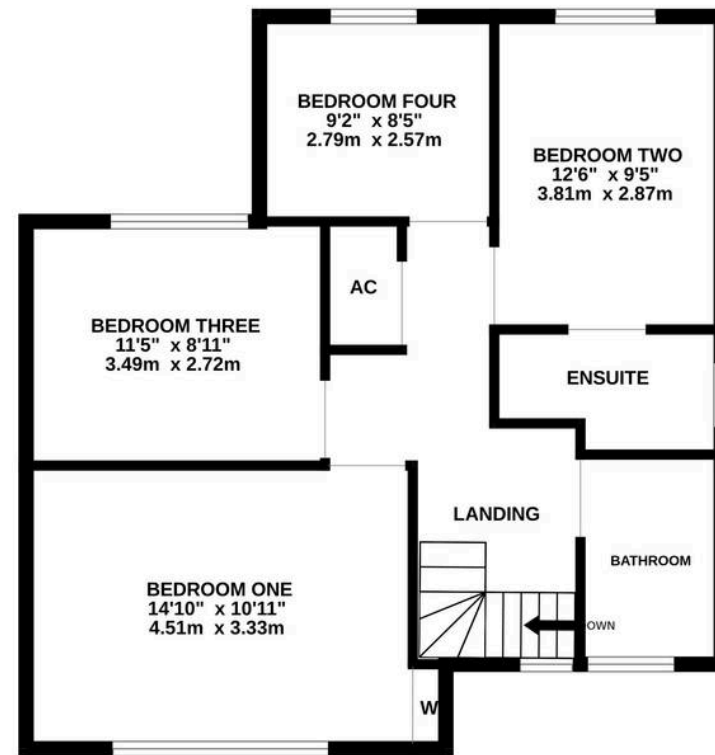 BEDROOM FOUR
9'2" x 8'5"
2.79m x 2.57m
BEDROOM TWO
12'6" x 9'5"
3.81m x 2.87m
AC
BEDROOM THREE
11'5" x 8'11"
3.49m x 2.72m
ENSUITE
LANDING
BATHROOM
BEDROOM ONE
14'10" x 10'11"
4.51m x 3.33m
OWN
W